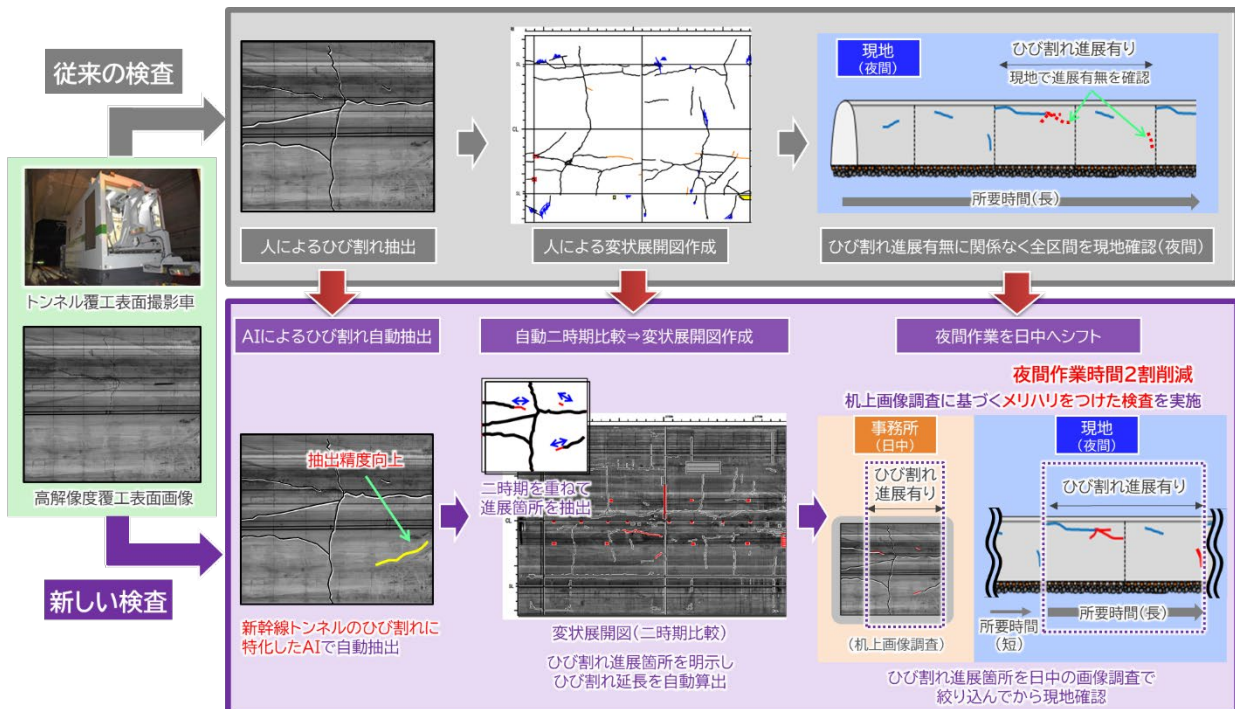 従来の検査
トンネル覆工表面撮影車
高解像度覆工表面画像
新しい検査
人によるひび割れ抽出
人による変状展開図作成
現地
(夜間)
ひび割れ進展有り
現地で進展有無を確認
所要時間(長)
ひび割れ進展有無に関係なく全区間を現地確認(夜間)
AIによるひび割れ自動抽出
抽出精度向上
新幹線トンネルのひび割れに
特化したAIで自動抽出
自動二時期比較⇒変状展開図作成
二時期を重ねて
進展箇所を抽出
変状展開図(二時期比較)
ひび割れ進展箇所を明示し
ひび割れ延長を自動算出
夜間作業を日中へシフト
夜間作業時間2割削減
机上画像調査に基づくメリハリをつけた検査を実施
事務所
(日中)
ひび割れ
進展有り
(机上画像調査)
現地
(夜間)
ひび割れ進展有り
所要時間
(短)
所要時間(長)
ひび割れ進展箇所を日中の画像調査で
絞り込んでから現地確認